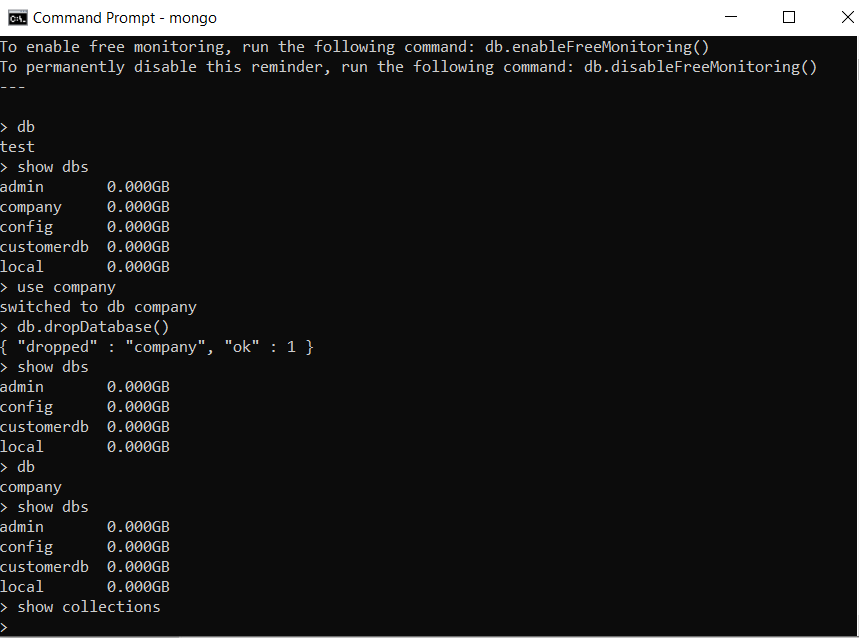 Command Prompt - mongo
To enable free monitoring, run the following command: db.enableFreeMonitoring()
To permanently disable this reminder, run the following command: db.disableFreeMonitoring()
---
> db
test
> show dbs
admin       0.000GB
company     0.000GB
config      0.000GB
customerdb  0.000GB
local       0.000GB
> use company
switched to db company
> db.dropDatabase()
{ "dropped" : "company", "ok" : 1 }
> show dbs
admin       0.000GB
config      0.000GB
customerdb  0.000GB
local       0.000GB
> db
company
> show dbs
admin       0.000GB
config      0.000GB
customerdb  0.000GB
local       0.000GB
> show collections
>